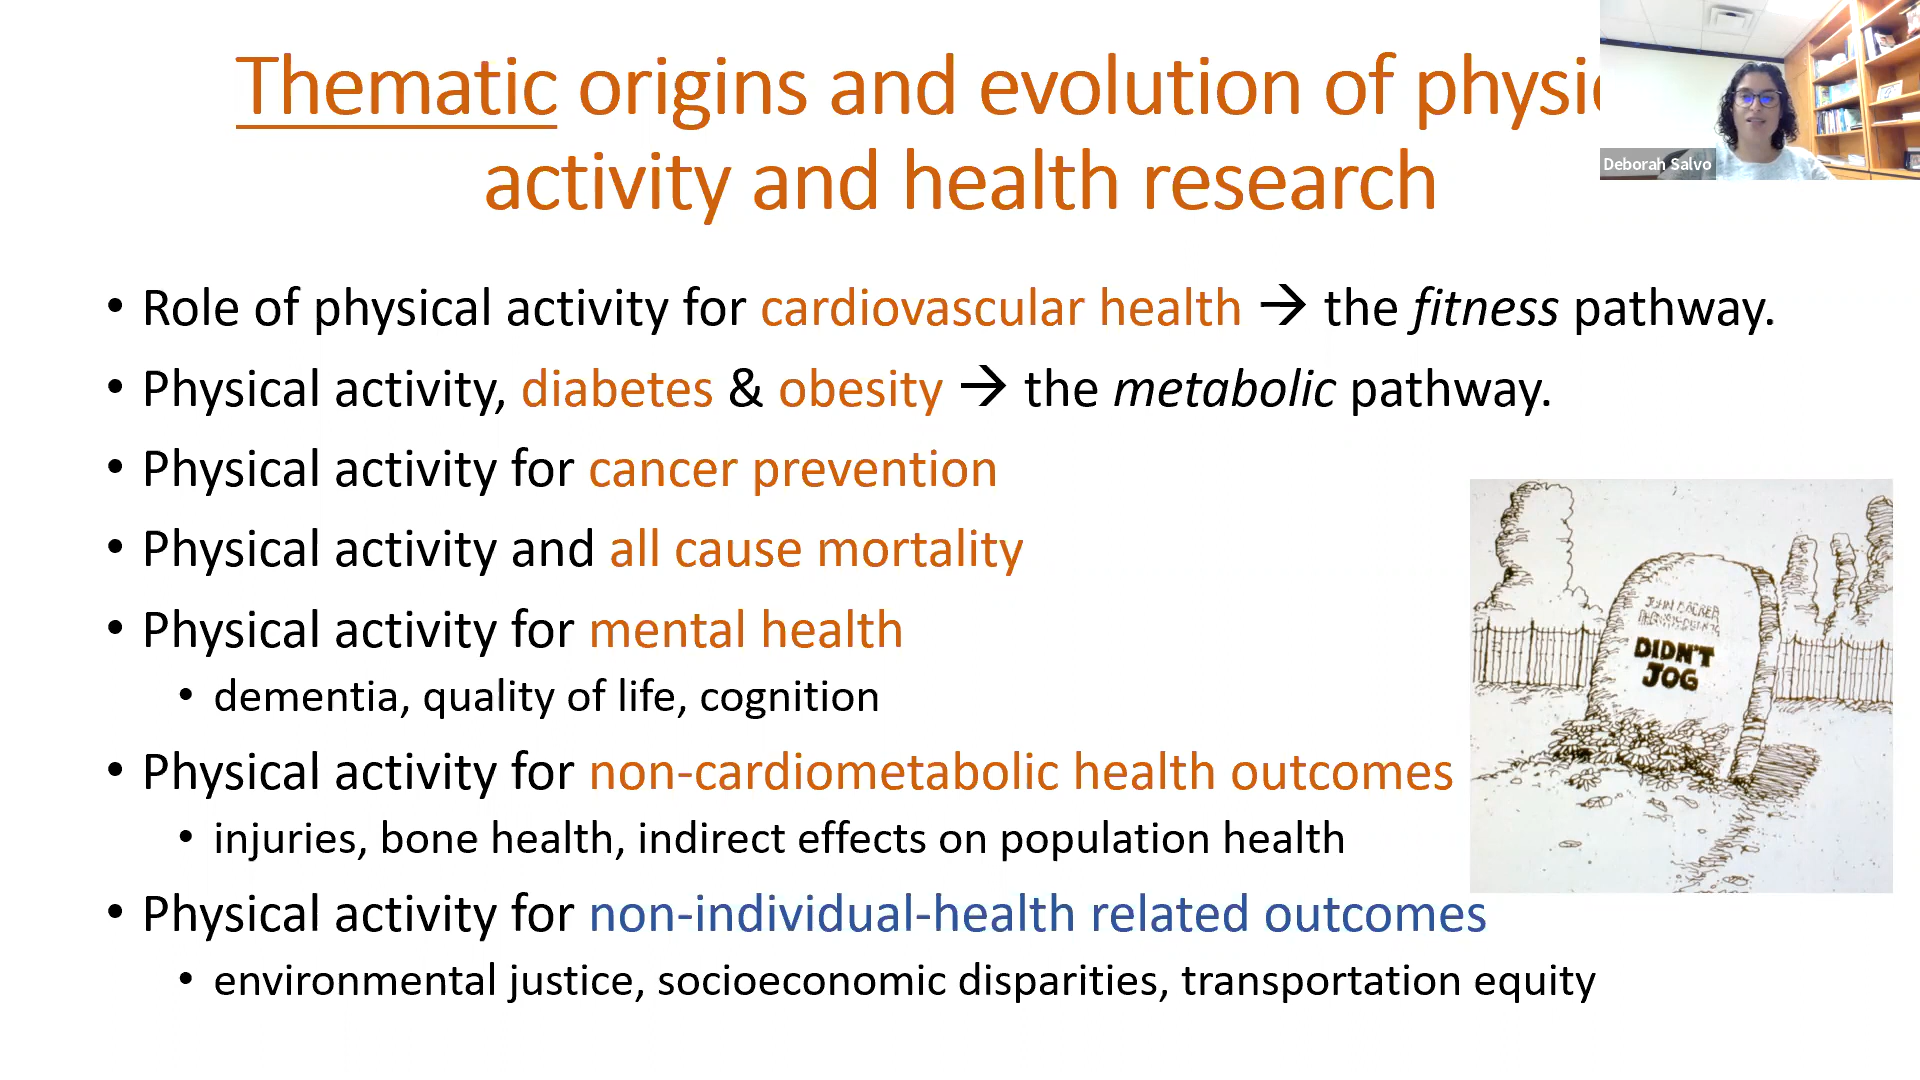 Thematic origins and evolution of physi
activity and health research
Deborah Salvo
• Role of physical activity for cardiovascular health → the fitness pathway.
• Physical activity, diabetes & obesity → the metabolic pathway.
• Physical activity for cancer prevention
• Physical activity and all cause mortality
• Physical activity for mental health
• dementia, quality of life, cognition
• Physical activity for non-cardiometabolic health outcomes
• injuries, bone health, indirect effects on population health
• Physical activity for non-individual-health related outcomes
• environmental justice, socioeconomic disparities, transportation equity
JOHN
DIDN'T
JOG